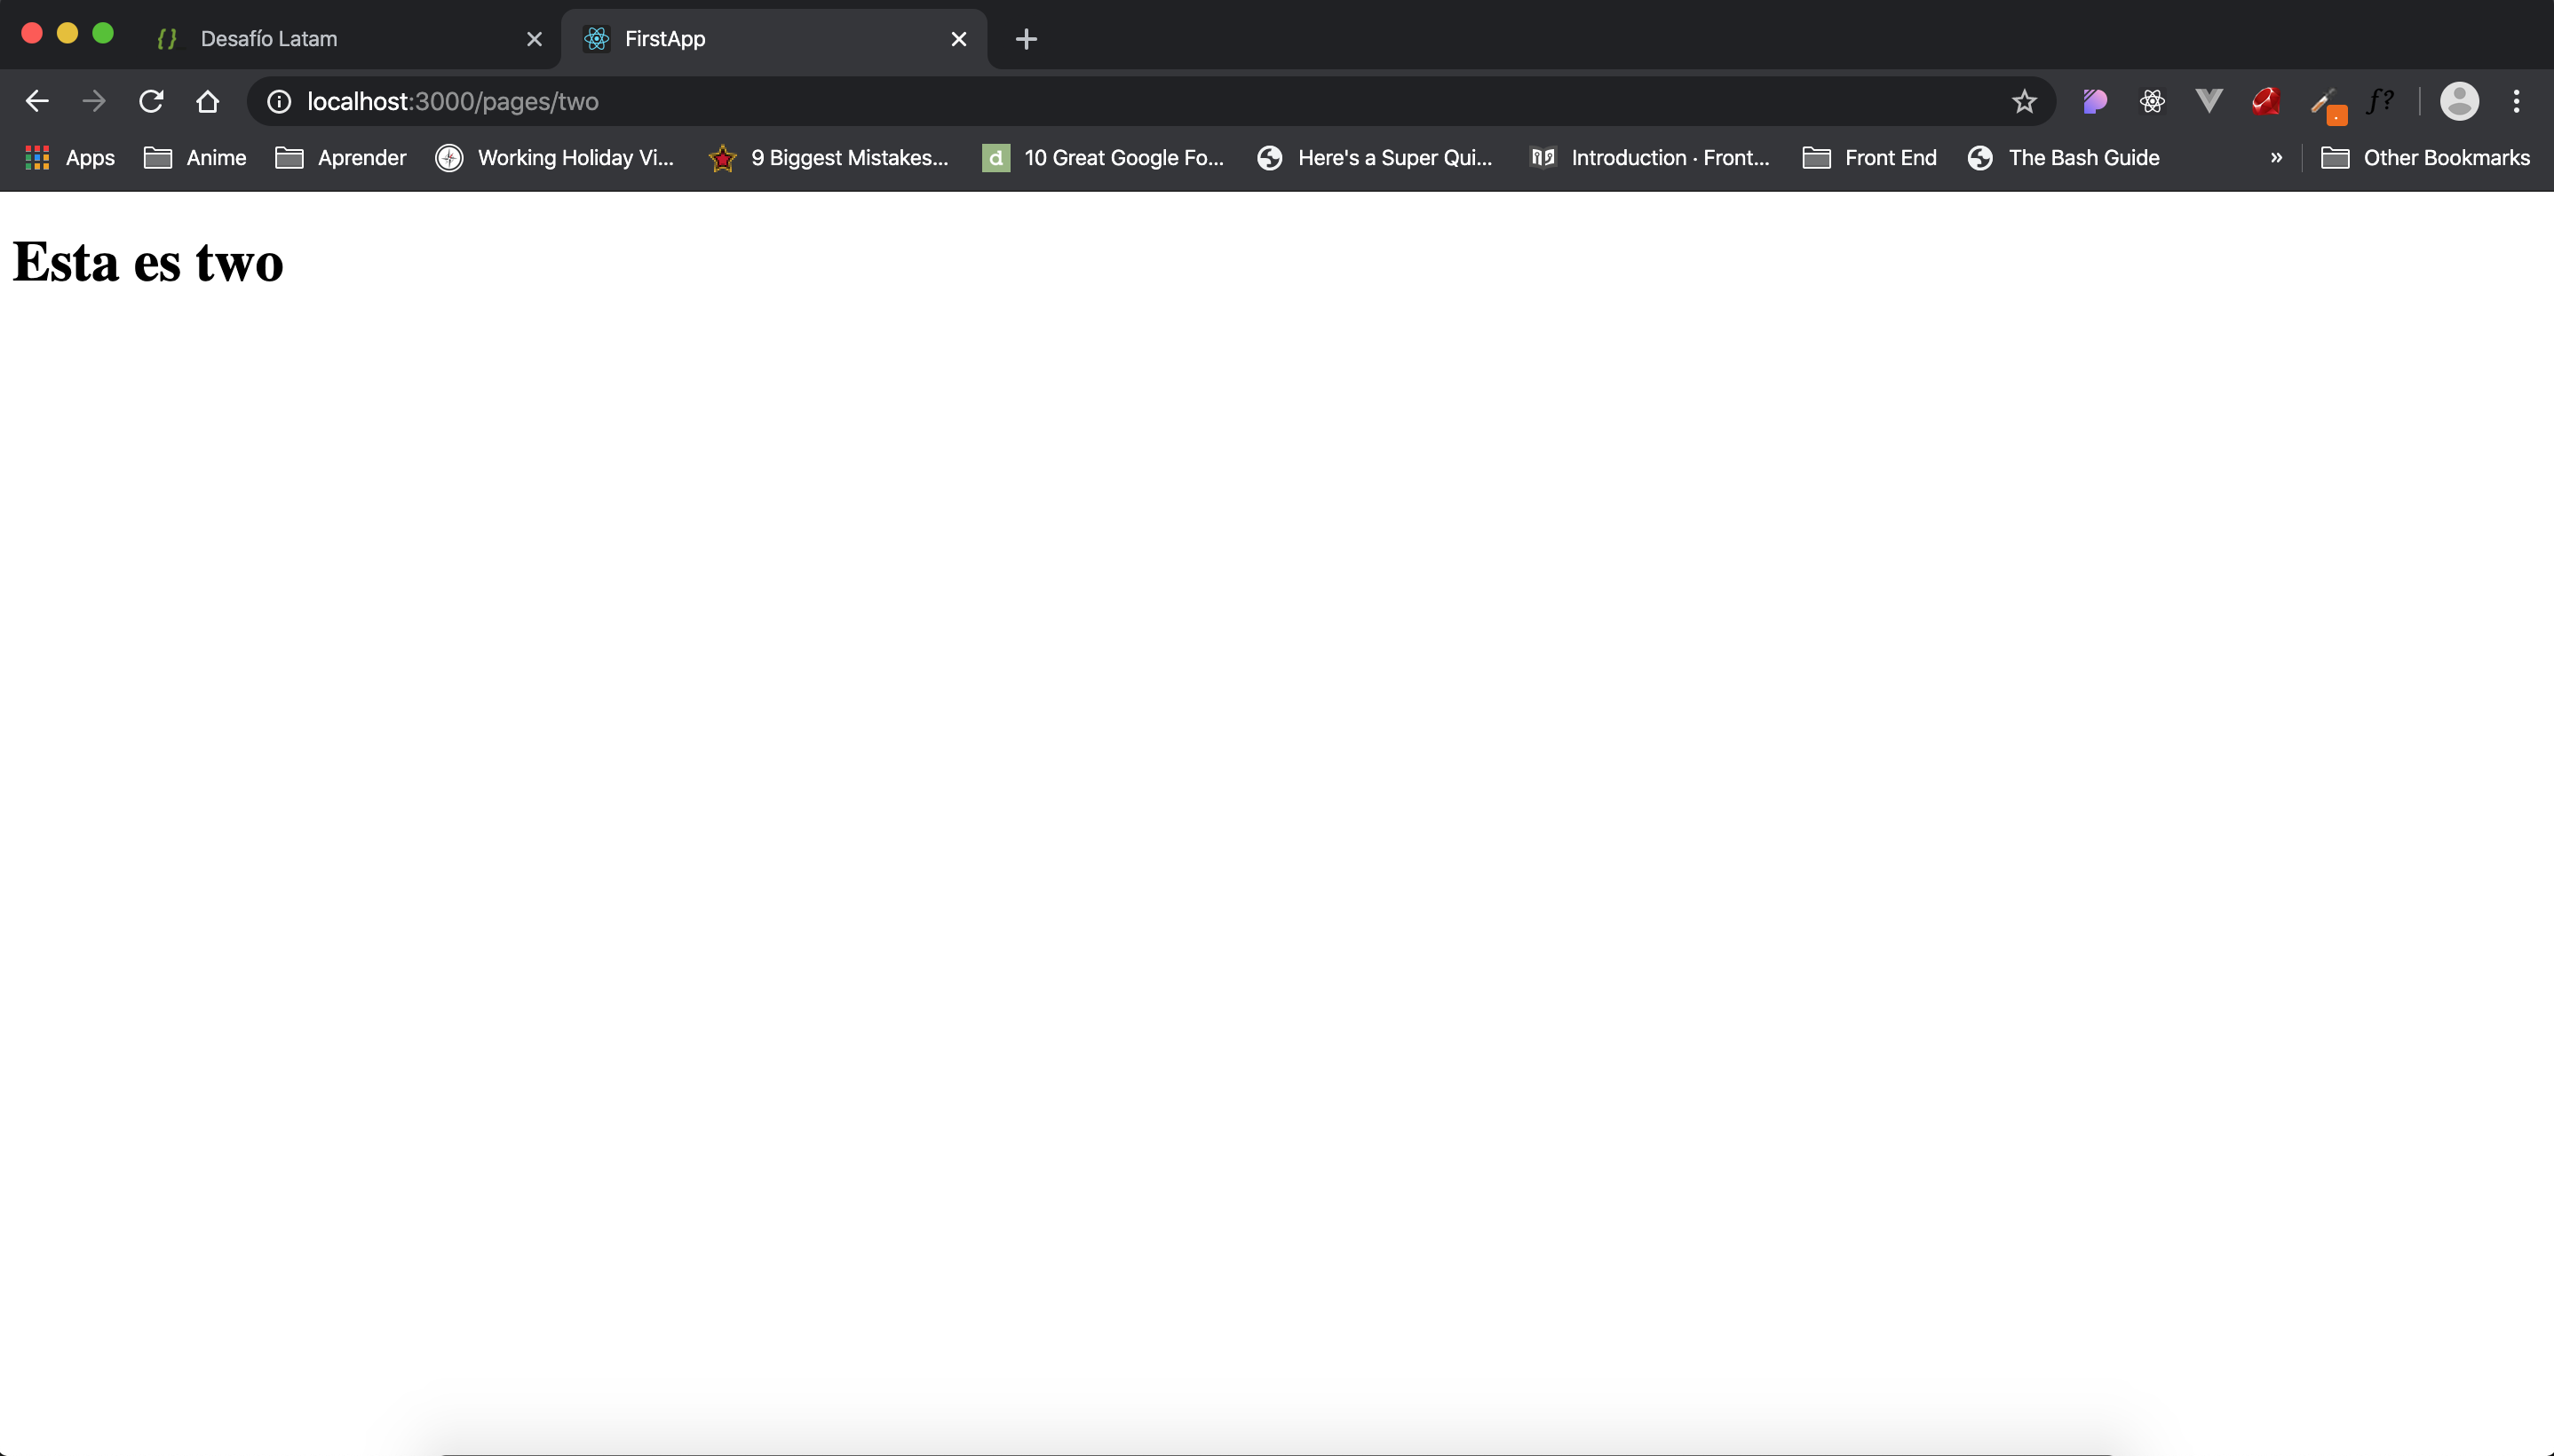 Desafío Latam
FirstApp
localhost:3000/pages/two
f?
Apps
Anime
Aprender
Working Holiday Vi...
9 Biggest Mistakes...
d
10 Great Google Fo...
Here's a Super Qui...
Introduction · Front...
Front End
The Bash Guide
»
Other Bookmarks
Esta es two